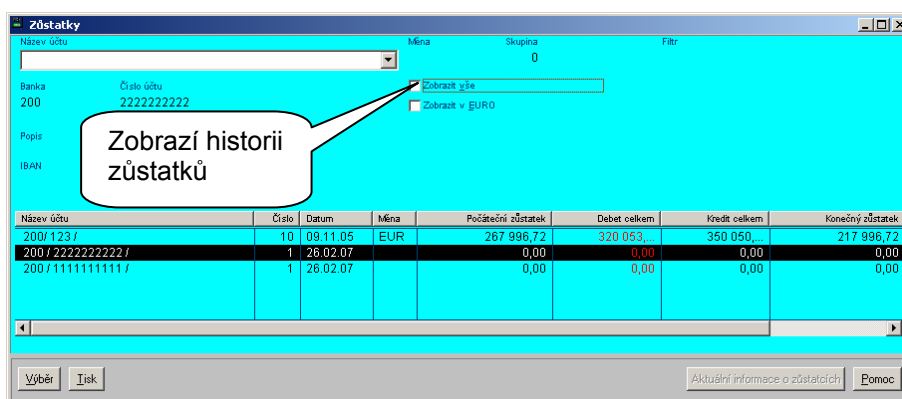 Zůstatky
Název účtu Měna Skupina Filtr
0
Banka Číslo účtu Zobrazit vše
200 2222222222 Zobrazit v EURO
Popis
IBAN
Zobrazí historii
zůstatků
Název účtu Číslo Datum Měna Počáteční zůstatek Debet celkem Kredit celkem Konečný zůstatek
200/ 123 / 10 09.11.05 EUR 267 996,72 320 053,... 350 050,... 217 996,72
200 / 2222222222 / 1 26.02.07 0,00 0,00 0,00 0,00
200 / 1111111111 / 1 26.02.07 0,00 0,00 0,00 0,00
Výběr Tisk Aktuální informace o zůstatcích Pomoc